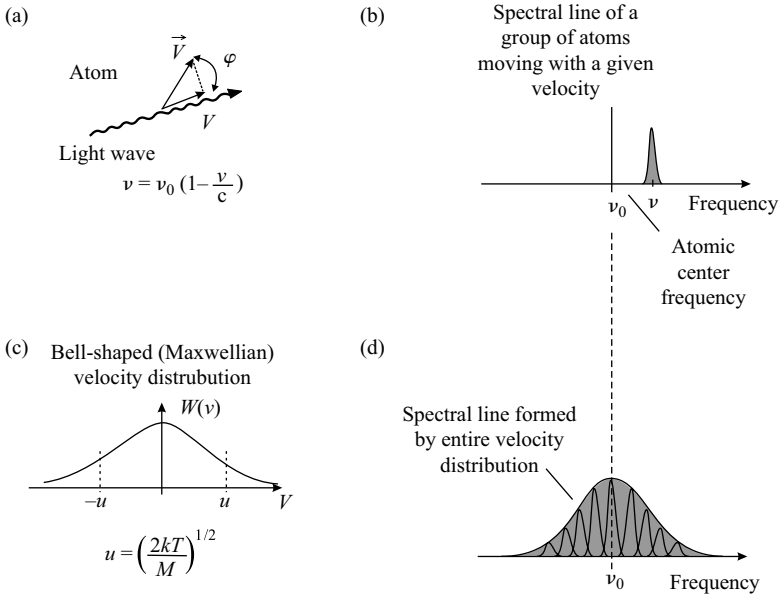 (a)
V⃗
φ
Atom
V
Light wave
ν = ν₀ (1– v/c)
(b)
Spectral line of a
group of atoms
moving with a given
velocity
ν₀
ν
Frequency
Atomic
center
frequency
(c)
Bell-shaped (Maxwellian)
velocity distrubution
W(v)
–u
u
V
u = (2kT/M)^1/2
(d)
Spectral line formed
by entire velocity
distribution
ν₀
Frequency